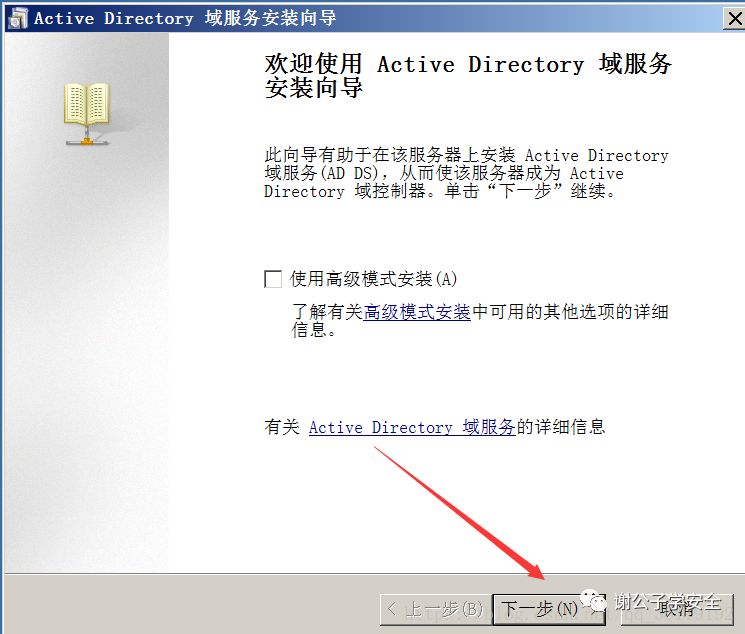 Active Directory 域服务安装向导
欢迎使用 Active Directory 域服务
安装向导
此向导有助于在该服务器上安装 Active Directory
域服务(AD DS)，从而使该服务器成为 Active
Directory 域控制器。单击“下一步”继续。
使用高级模式安装(A)
了解有关高级模式安装中可用的其他选项的详细
信息。
有关 Active Directory 域服务的详细信息
< 上一步(B) 下一步(N) > 取消
谢公子学安全